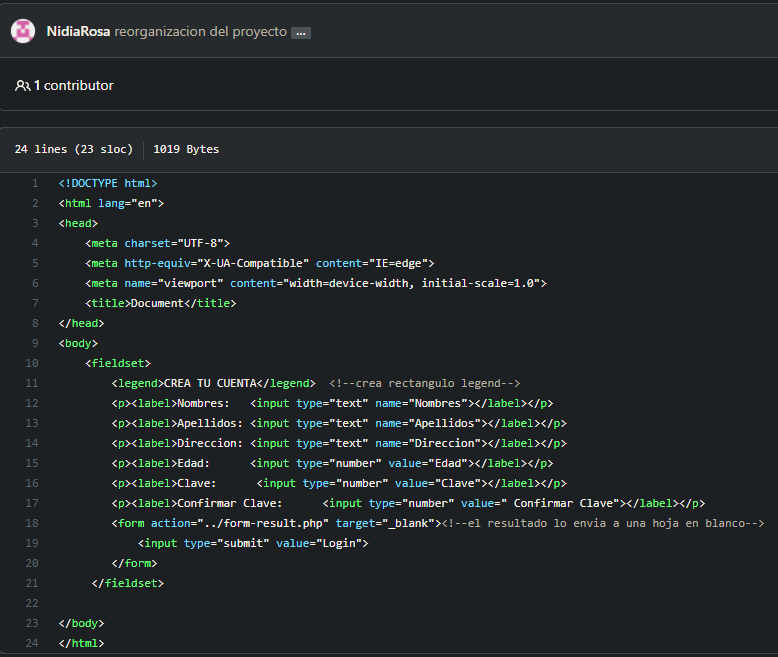 NidiaRosa reorganizacion del proyecto ...
1 contributor
24 lines (23 sloc) 1019 Bytes
1 <!DOCTYPE html>
2 <html lang="en">
3 <head>
4     <meta charset="UTF-8">
5     <meta http-equiv="X-UA-Compatible" content="IE=edge">
6     <meta name="viewport" content="width=device-width, initial-scale=1.0">
7     <title>Document</title>
8 </head>
9 <body>
10     <fieldset>
11         <legend>CREA TU CUENTA</legend>  <!--crea rectangulo legend-->
12         <p><label>Nombres:   <input type="text" name="Nombres"></label></p>
13         <p><label>Apellidos: <input type="text" name="Apellidos"></label></p>
14         <p><label>Direccion: <input type="text" name="Direccion"></label></p>
15         <p><label>Edad:      <input type="number" value="Edad"></label></p>
16         <p><label>Clave:      <input type="number" value="Clave"></label></p>
17         <p><label>Confirmar Clave:      <input type="number" value=" Confirmar Clave"></label></p>
18         <form action="../form-result.php" target="_blank"><!--el resultado lo envia a una hoja en blanco-->
19             <input type="submit" value="Login">
20         </form>
21      </fieldset>
22
23 </body>
24 </html>